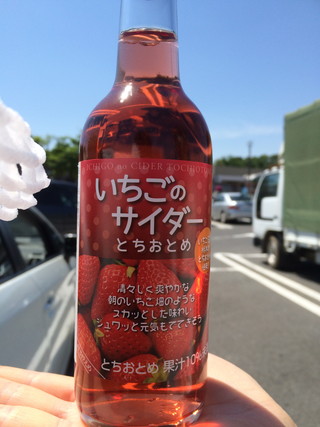 ICHIGO no CIDER TOCHIOTO
いちごの
サイダー
とちおとめ
清々しく爽やかな
朝のいちご畑のような
スカッとした味わい
シュワッと元気もでてきそう
とちおとめ 果汁10%